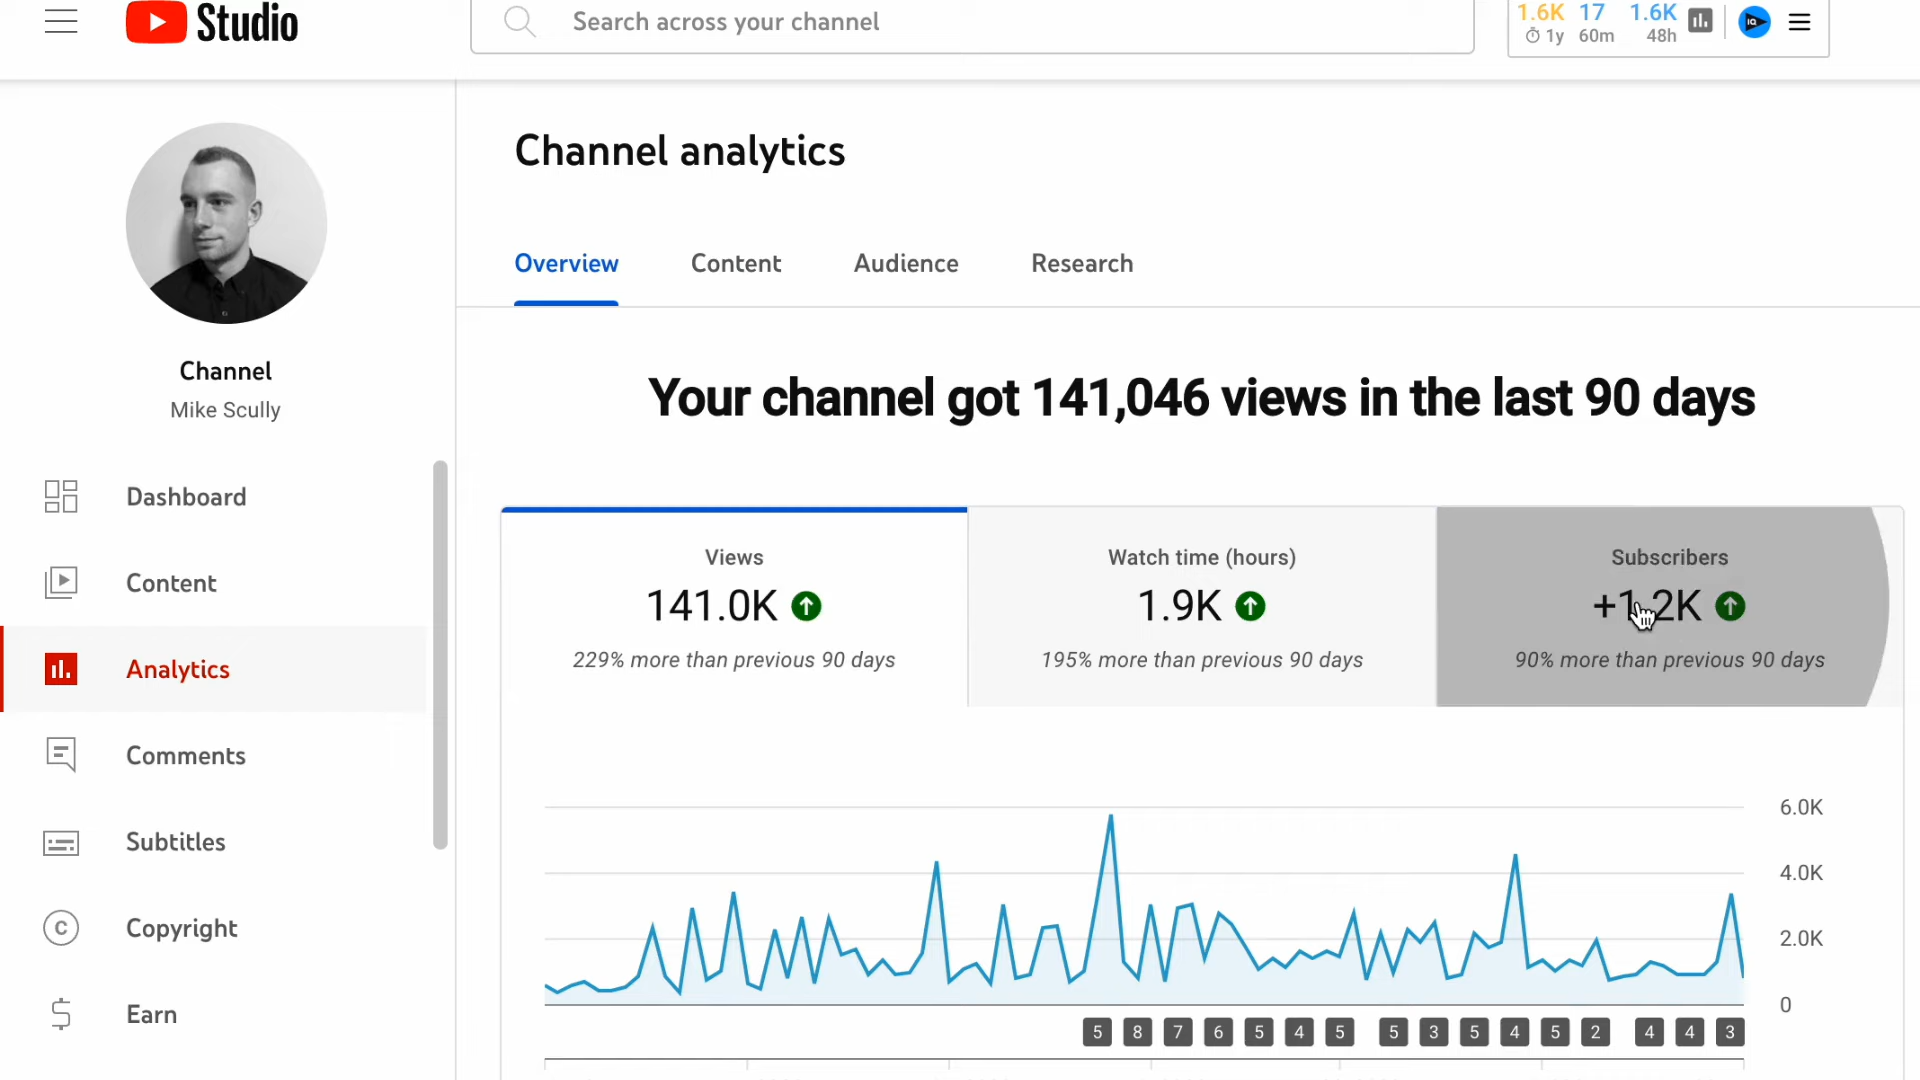 Studio
Search across your channel
1.6K 17 1.6K
1y 60m 48h
IQ
Channel analytics
Overview Content Audience Research
Channel
Mike Scully
Your channel got 141,046 views in the last 90 days
Dashboard
Content
Analytics
Comments
Subtitles
Copyright
Earn
Views
141.0K
229% more than previous 90 days
Watch time (hours)
1.9K
195% more than previous 90 days
Subscribers
+1.2K
90% more than previous 90 days
6.0K
4.0K
2.0K
0
5 8 7 6 5 4 5 5 3 5 4 5 2 4 4 3